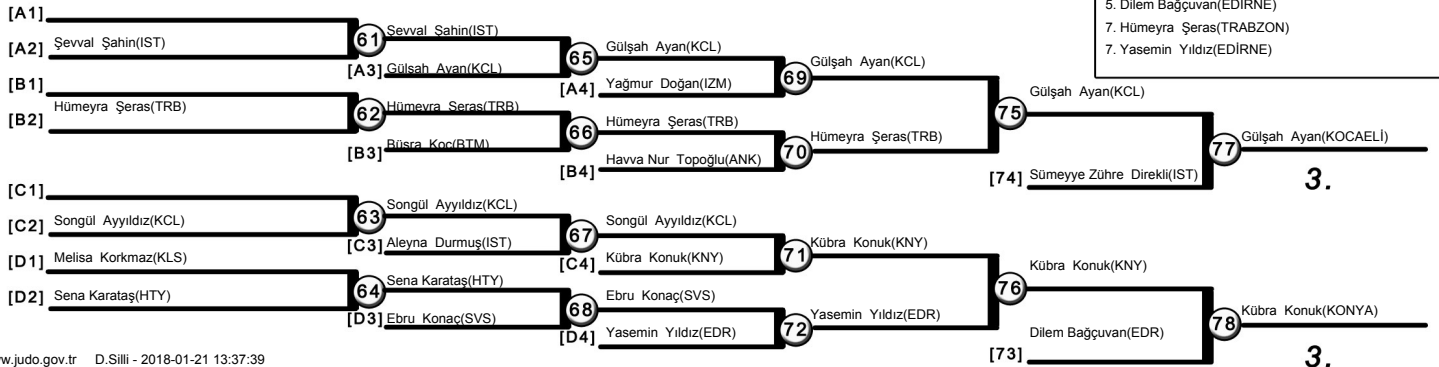 5. Dilem Bağçuvan(EDİRNE)
7. Hümeyra Şeras(TRABZON)
7. Yasemin Yıldız(EDİRNE)
[A1]
[A2] Şevval Şahin(IST)
61 Şevval Şahin(IST)
[A3] Gülşah Ayan(KCL)
65 Gülşah Ayan(KCL)
[A4] Yağmur Doğan(IZM)
69 Gülşah Ayan(KCL)
[B1]
[B2] Hümeyra Şeras(TRB)
62 Hümeyra Şeras(TRB)
[B3] Büşra Koç(BTM)
66 Hümeyra Şeras(TRB)
[B4] Havva Nur Topoğlu(ANK)
70 Hümeyra Şeras(TRB)
75 Gülşah Ayan(KCL)
[74] Sümeyye Zühre Direkli(IST)
77 Gülşah Ayan(KOCAELİ)
3.
[C1]
[C2] Songül Ayyıldız(KCL)
63 Songül Ayyıldız(KCL)
[C3] Aleyna Durmuş(IST)
67 Songül Ayyıldız(KCL)
[C4] Kübra Konuk(KNY)
71 Kübra Konuk(KNY)
[D1] Melisa Korkmaz(KLS)
[D2] Sena Karataş(HTY)
64 Sena Karataş(HTY)
[D3] Ebru Konaç(SVS)
68 Ebru Konaç(SVS)
[D4] Yasemin Yıldız(EDR)
72 Yasemin Yıldız(EDR)
76 Kübra Konuk(KNY)
[73] Dilem Bağçuvan(EDR)
78 Kübra Konuk(KONYA)
3.
w.judo.gov.tr D.Silli - 2018-01-21 13:37:39